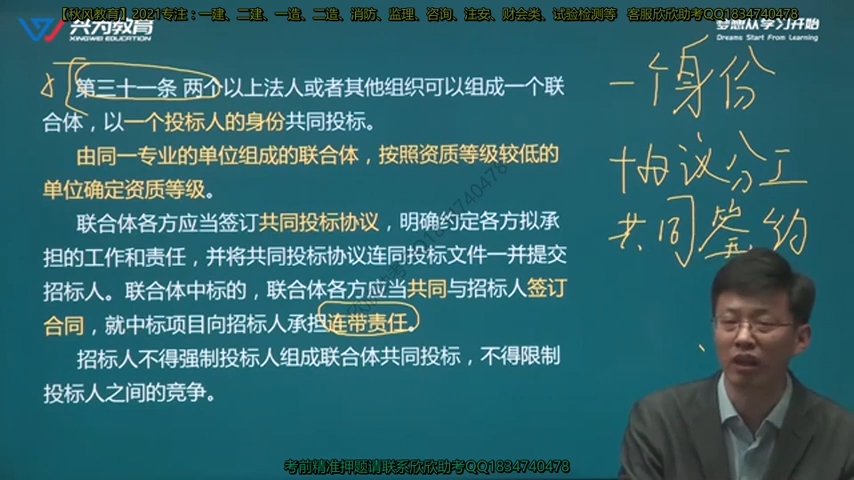 【秋风教育】2021专注：一建、二建、一造、二造、消防、监理、咨询、注安、财会类、试验检测等 客服欣欣助考QQ1834740478
兴为教育
XINGWEI EDUCATION
梦想从学习开始
Dreams Start From Learning
第三十一条 两个以上法人或者其他组织可以组成一个联
合体，以一个投标人的身份共同投标。
由同一专业的单位组成的联合体，按照资质等级较低的
单位确定资质等级。
联合体各方应当签订共同投标协议，明确约定各方拟承
担的工作和责任，并将共同投标协议连同投标文件一并提交
招标人。联合体中标的，联合体各方应当共同与招标人签订
合同，就中标项目向招标人承担连带责任。
招标人不得强制投标人组成联合体共同投标，不得限制
投标人之间的竞争。
一个身份
协议分工
共同签约
考前精准押题请联系欣欣助考QQ1834740478